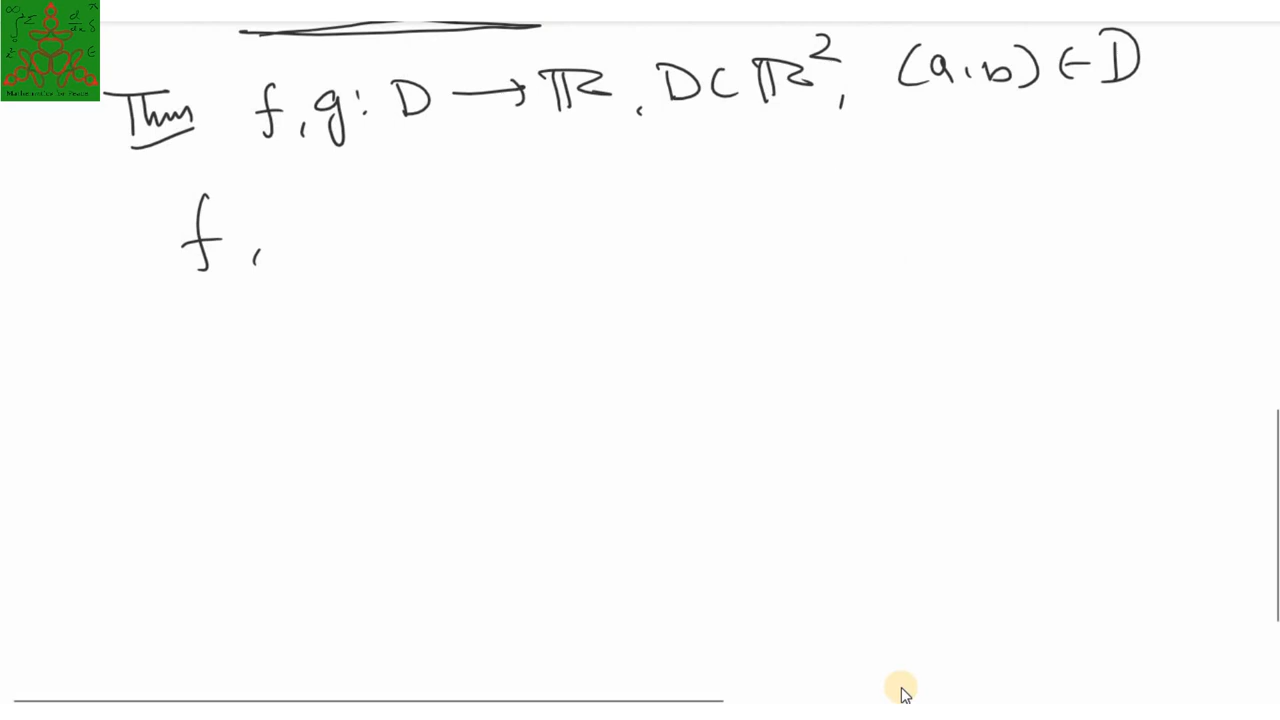 Thm f, g: D → ℝ, D ⊂ ℝ², (a, b) ∈ D
f,